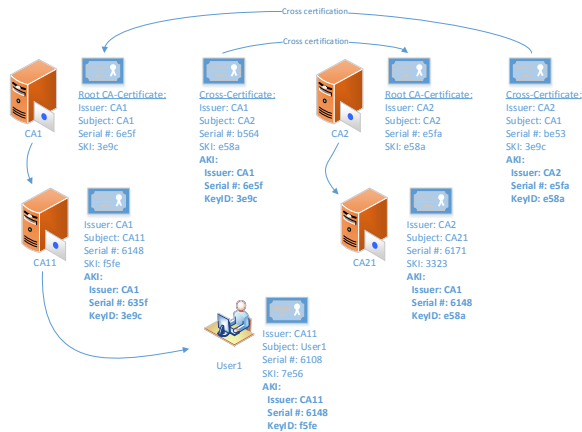 Cross certification
Cross certification
CA1
Root CA-Certificate:
Issuer: CA1
Subject: CA1
Serial #: 6e5f
SKI: 3e9c
Cross-Certificate:
Issuer: CA1
Subject: CA2
Serial #: b564
SKI: e58a
AKI:
Issuer: CA1
Serial #: 6e5f
KeyID: 3e9c
CA2
Root CA-Certificate:
Issuer: CA2
Subject: CA2
Serial #: e5fa
SKI: e58a
Cross-Certificate:
Issuer: CA2
Subject: CA1
Serial #: be53
SKI: 3e9c
AKI:
Issuer: CA2
Serial #: e5fa
KeyID: e58a
CA11
Issuer: CA1
Subject: CA11
Serial #: 6148
SKI: f5fe
AKI:
Issuer: CA1
Serial #: 635f
KeyID: 3e9c
CA21
Issuer: CA2
Subject: CA21
Serial #: 6171
SKI: 3323
AKI:
Issuer: CA1
Serial #: 6148
KeyID: e58a
User1
Issuer: CA11
Subject: User1
Serial #: 6108
SKI: 7e56
AKI:
Issuer: CA11
Serial #: 6148
KeyID: f5fe